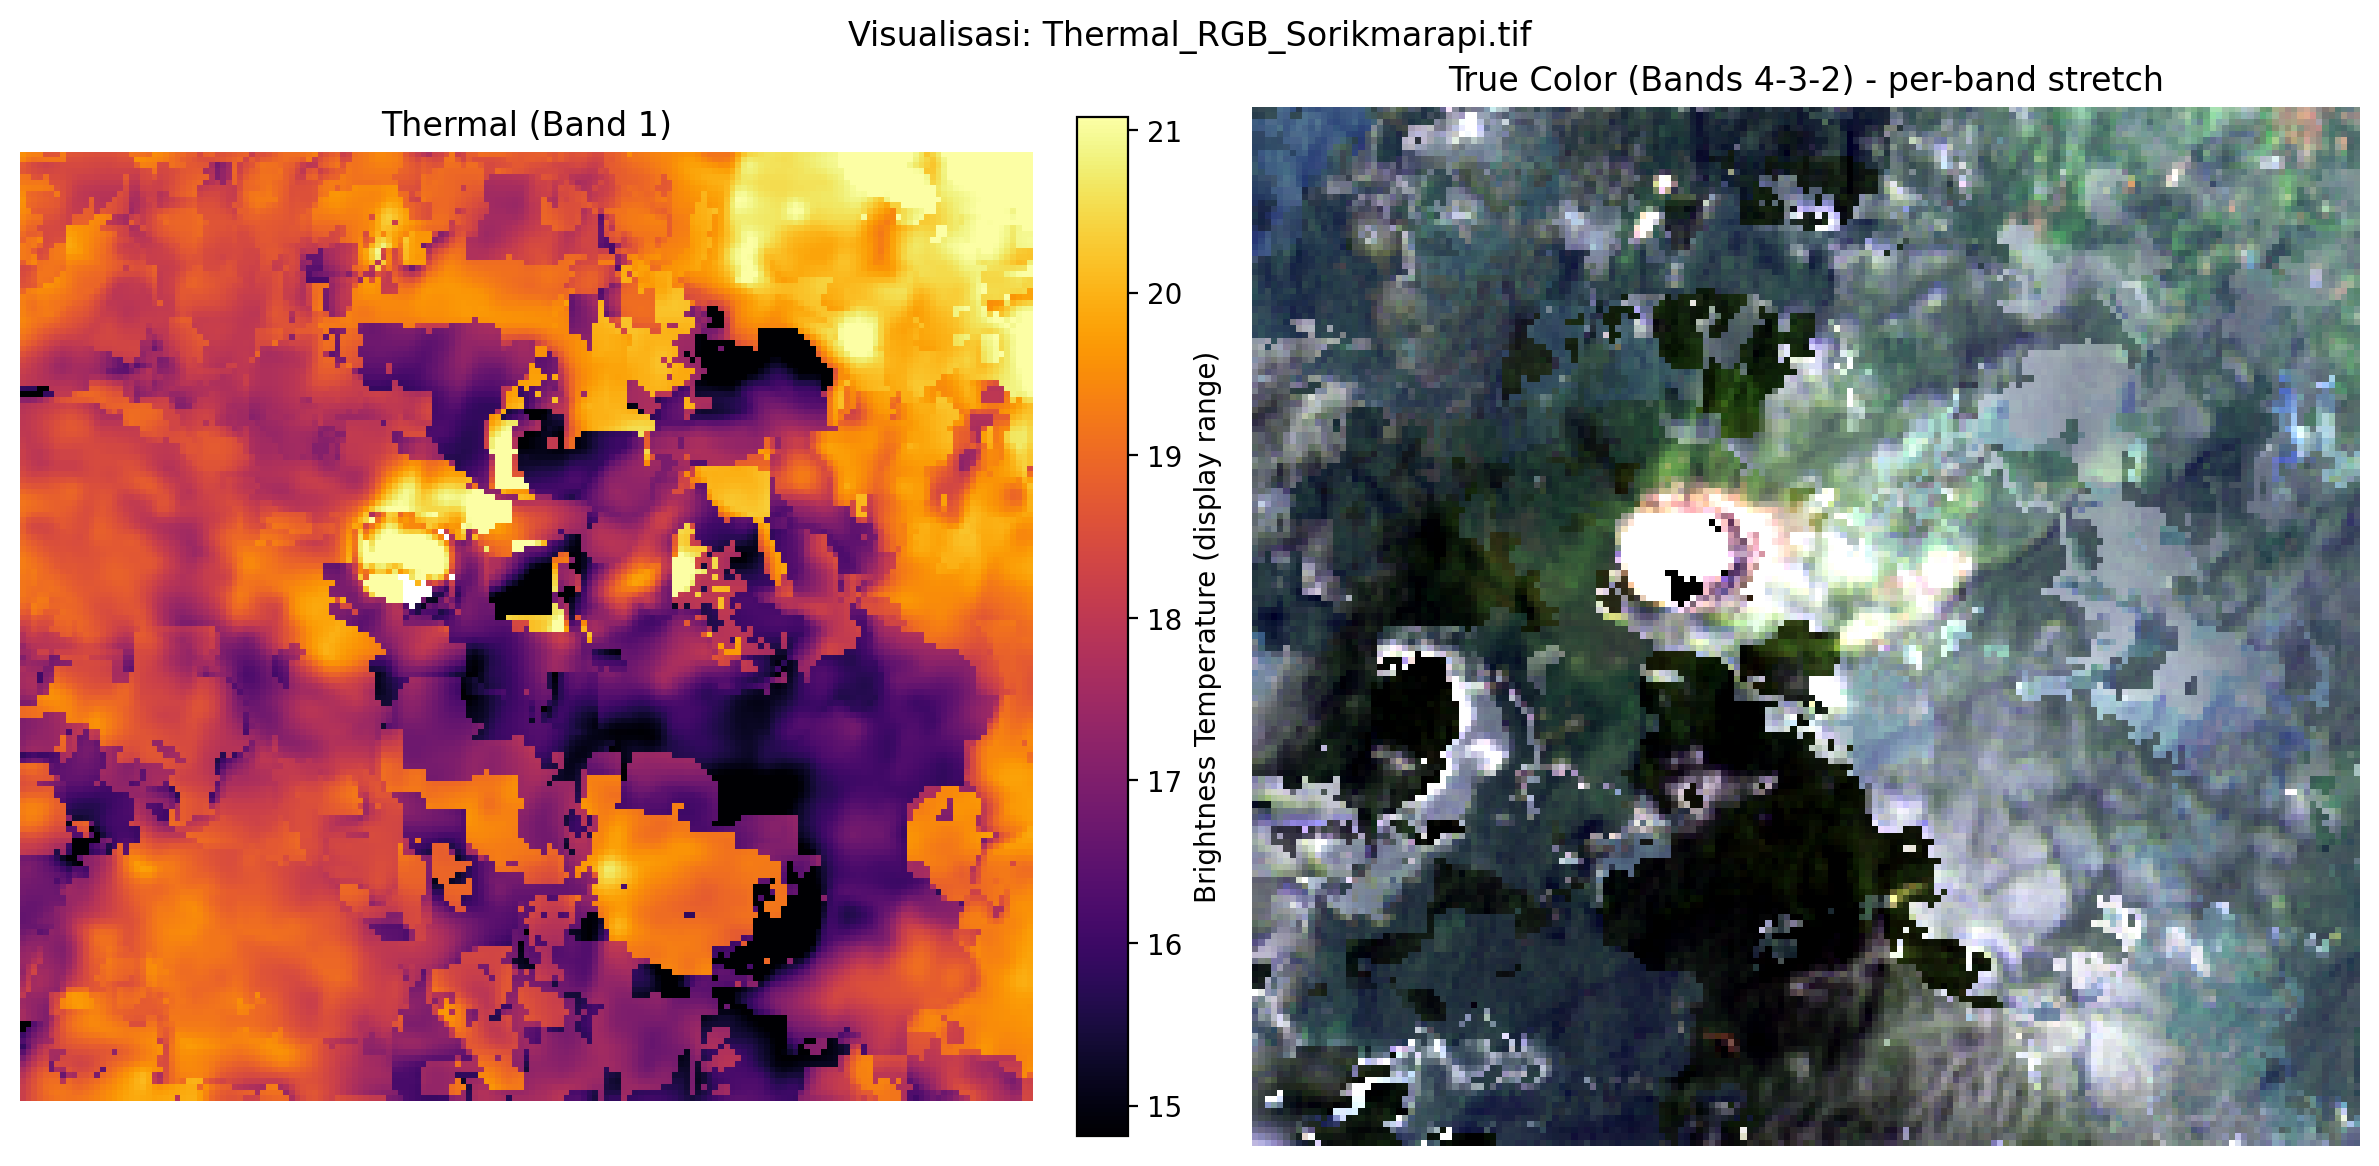 Visualisasi: Thermal_RGB_Sorikmarapi.tif
Thermal (Band 1)
21
20
19
18
17
16
15
Brightness Temperature (display range)
True Color (Bands 4-3-2) - per-band stretch